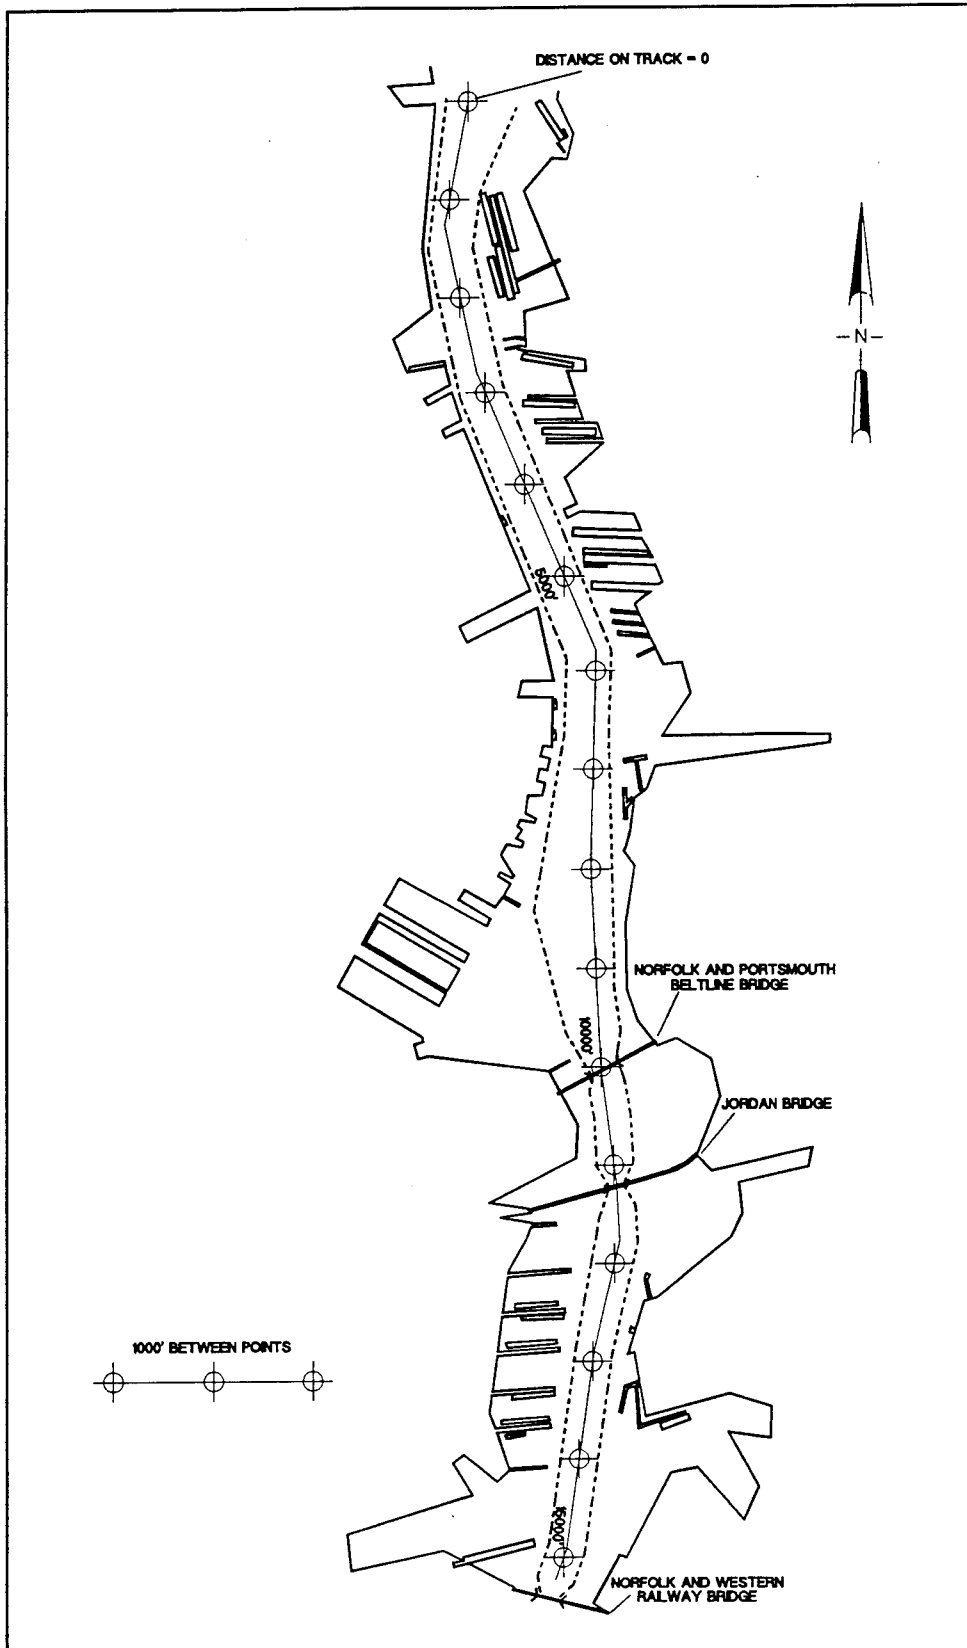 DISTANCE ON TRACK = 0
N
5000'
NORFOLK AND PORTSMOUTH
BELTLINE BRIDGE
10000'
JORDAN BRIDGE
1000' BETWEEN POINTS
15000'
NORFOLK AND WESTERN
RAILWAY BRIDGE